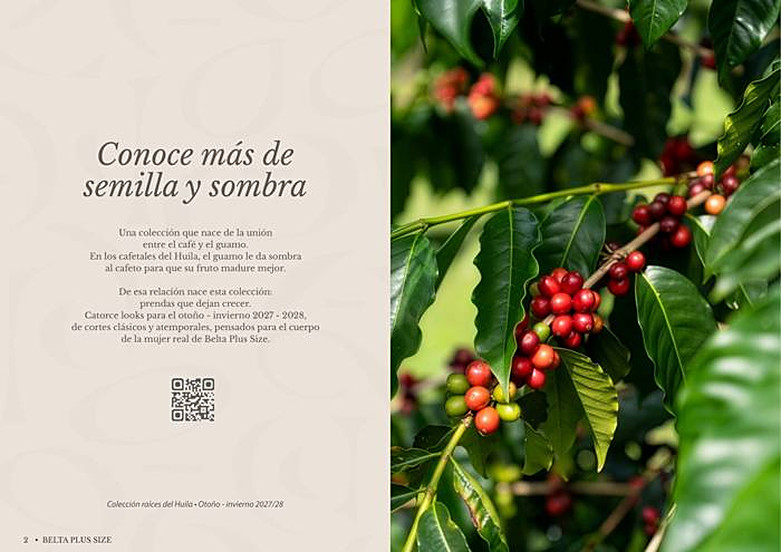 Conoce más de
semilla y sombra
Una colección que nace de la unión
entre el café y el guamo.
En los cafetales del Huila, el guamo le da sombra
al cafeto para que su fruto madure mejor.
De esa relación nace esta colección:
prendas que dejan crecer.
Catorce looks para el otoño - invierno 2027 - 2028,
de cortes clásicos y atemporales, pensados para el cuerpo
de la mujer real de Belta Plus Size.
Colección raíces del Huila • Otoño - invierno 2027/28
2 • BELTA PLUS SIZE